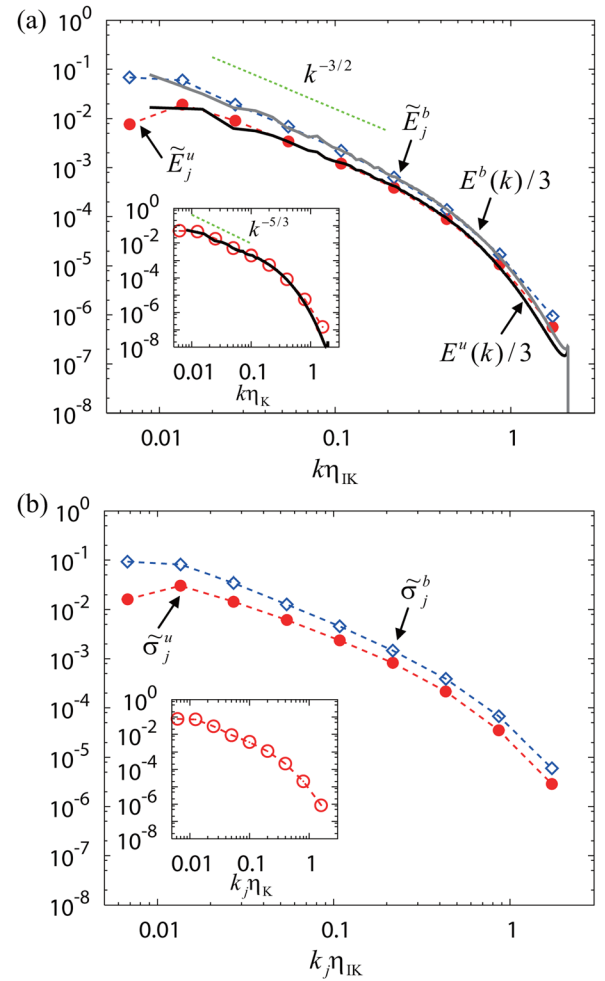 (a)
10^0
10^-1
10^-2
10^-3
10^-4
10^-5
10^-6
10^-7
10^-8
k^-3/2
Ẽ_j^b
Ẽ_j^u
E^b(k)/3
E^u(k)/3
10^0
10^-2
10^-4
10^-6
10^-8
k^-5/3
0.01 0.1 1
kη_K
0.01 0.1 1
kη_IK
(b)
10^0
10^-1
10^-2
10^-3
10^-4
10^-5
10^-6
10^-7
10^-8
σ̃_j^b
σ̃_j^u
10^0
10^-2
10^-4
10^-6
10^-8
0.01 0.1 1
k_jη_K
0.01 0.1 1
k_jη_IK